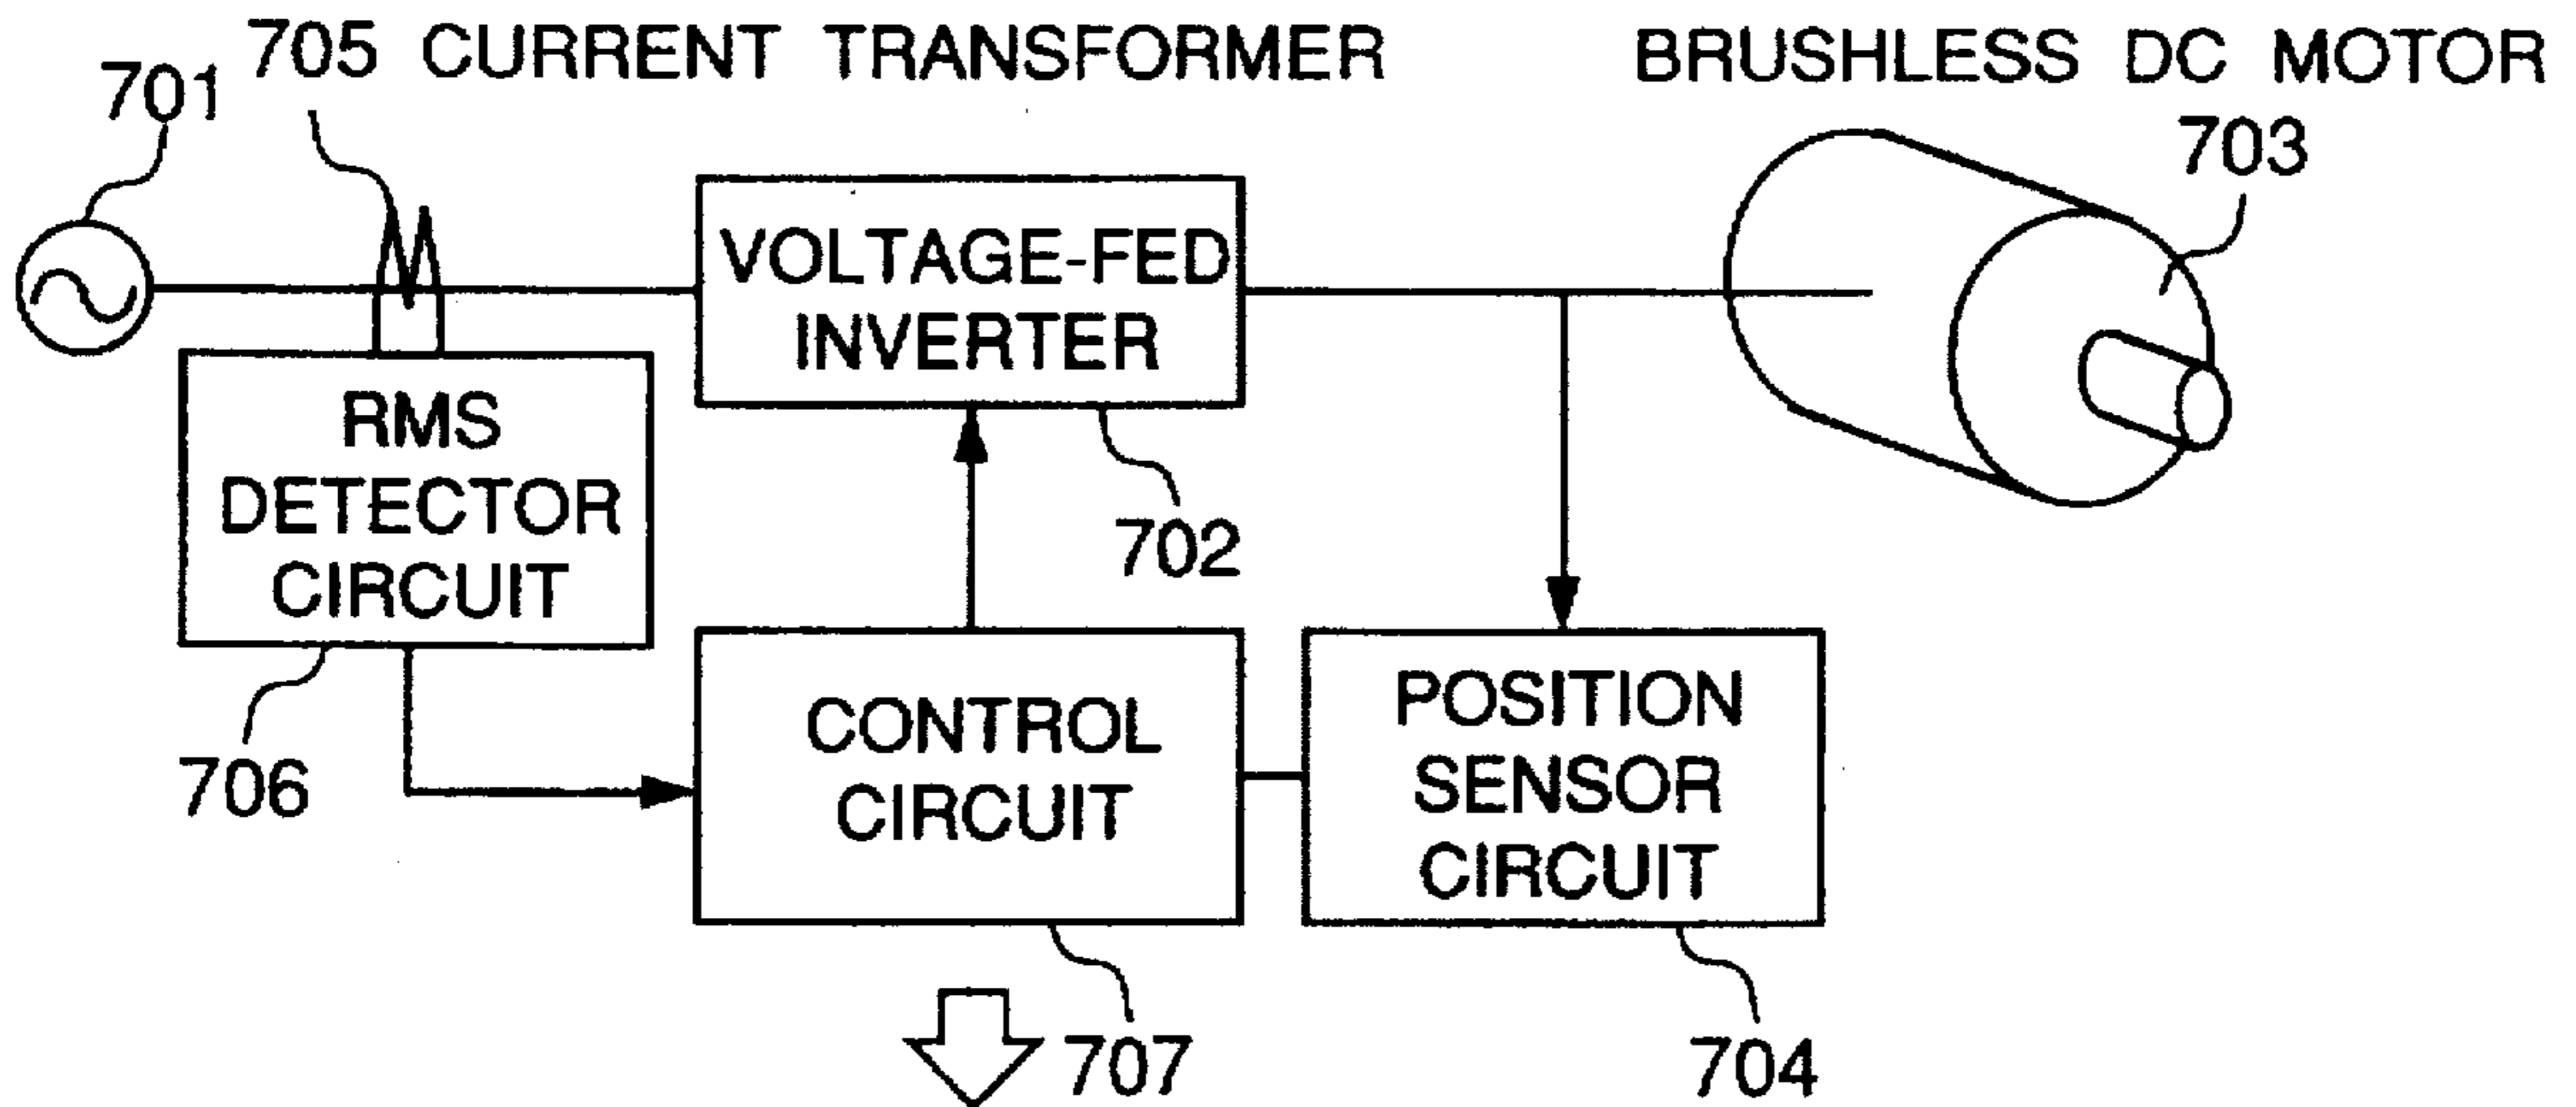 705 CURRENT TRANSFORMER
BRUSHLESS DC MOTOR
701
703
VOLTAGE-FED
INVERTER
RMS
DETECTOR
CIRCUIT
702
706
CONTROL
CIRCUIT
POSITION
SENSOR
CIRCUIT
707
704